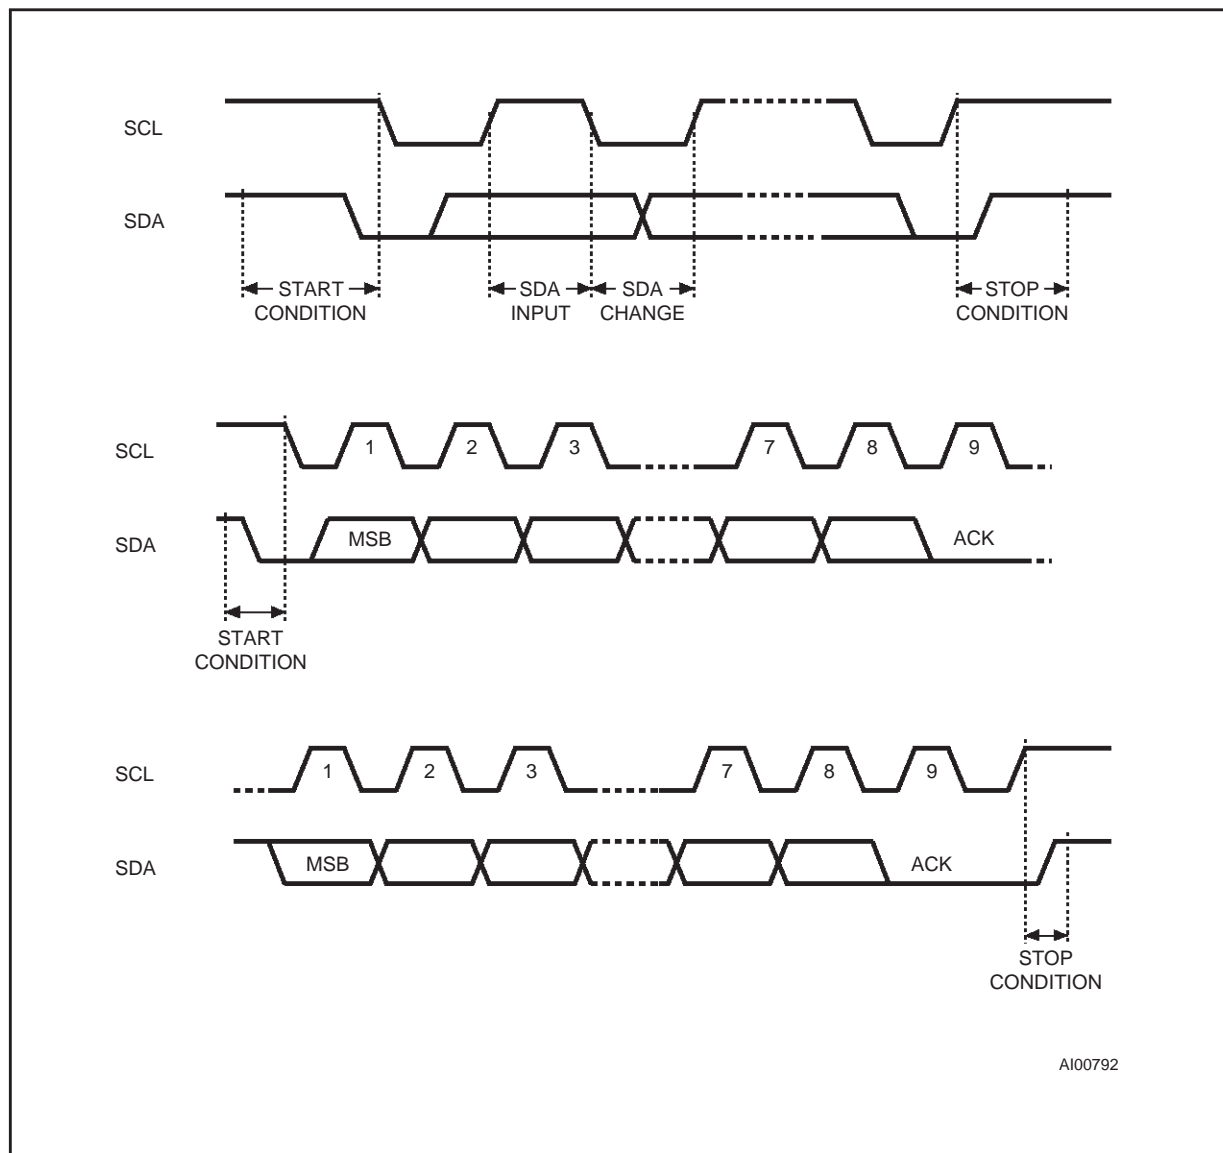 SCL
SDA
START
CONDITION
SDA
INPUT
SDA
CHANGE
STOP
CONDITION
SCL
1 2 3 7 8 9
SDA
MSB
ACK
START
CONDITION
SCL
1 2 3 7 8 9
SDA
MSB
ACK
STOP
CONDITION
AI00792